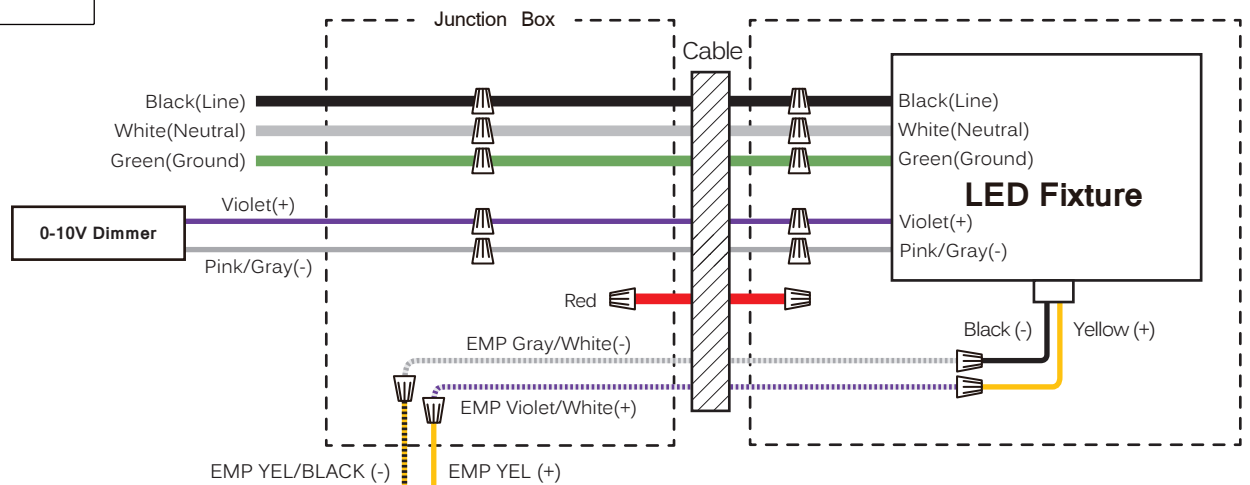 Junction Box
Cable
Black(Line)
White(Neutral)
Green(Ground)
Violet(+)
0-10V Dimmer
Pink/Gray(-)
Red
EMP Gray/White(-)
EMP Violet/White(+)
EMP YEL/BLACK (-)
EMP YEL (+)
Black(Line)
White(Neutral)
Green(Ground)
LED Fixture
Violet(+)
Pink/Gray(-)
Black (-)
Yellow (+)